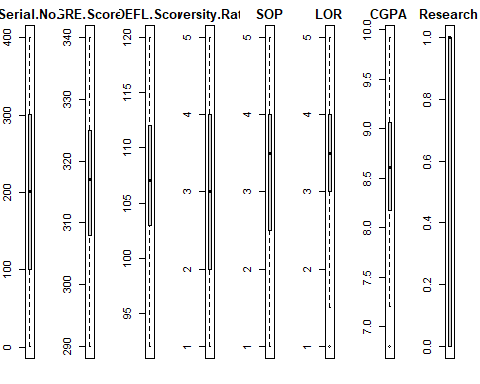 Serial.No
GRE.Score
OEFL.Scor
versity.Rat
SOP
LOR
CGPA
Research
0 100 200 300 400
290 300 310 320 330 340
95 100 105 110 115 120
1 2 3 4 5
1 2 3 4 5
1 2 3 4 5
7.0 7.5 8.0 8.5 9.0 9.5 10.0
0.0 0.2 0.4 0.6 0.8 1.0